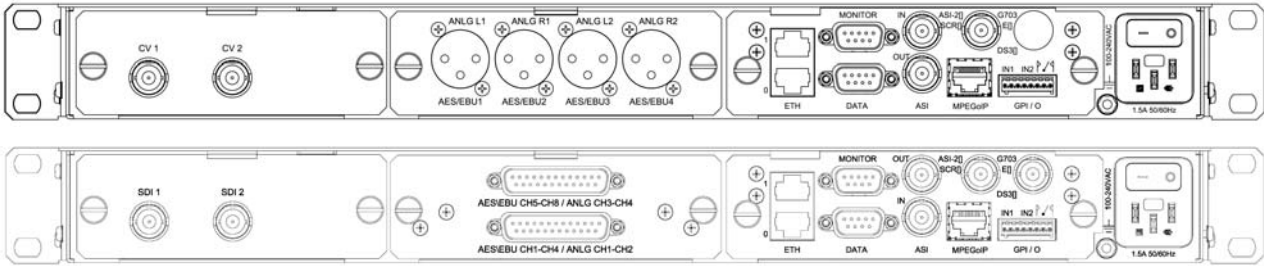 ANLG L1 ANLG R1 ANLG L2 ANLG R2
MONITOR IN ASI-2[] G703
SCR[] E[]
CV 1 CV 2
1
OUT DS3[]
IN1 IN2
100-240VAC
0
AES/EBU1 AES/EBU2 AES/EBU3 AES/EBU4
ETH DATA ASI MPEGoIP GPI / O
1.5A 50/60Hz
MONITOR OUT ASI-2[] G703
SCR[] E[]
SDI 1 SDI 2
1
AES\EBU CH5-CH8 / ANLG CH3-CH4
IN DS3[]
IN1 IN2
100-240VAC
0
AES\EBU CH1-CH4 / ANLG CH1-CH2
ETH DATA ASI MPEGoIP GPI / O
1.5A 50/60Hz